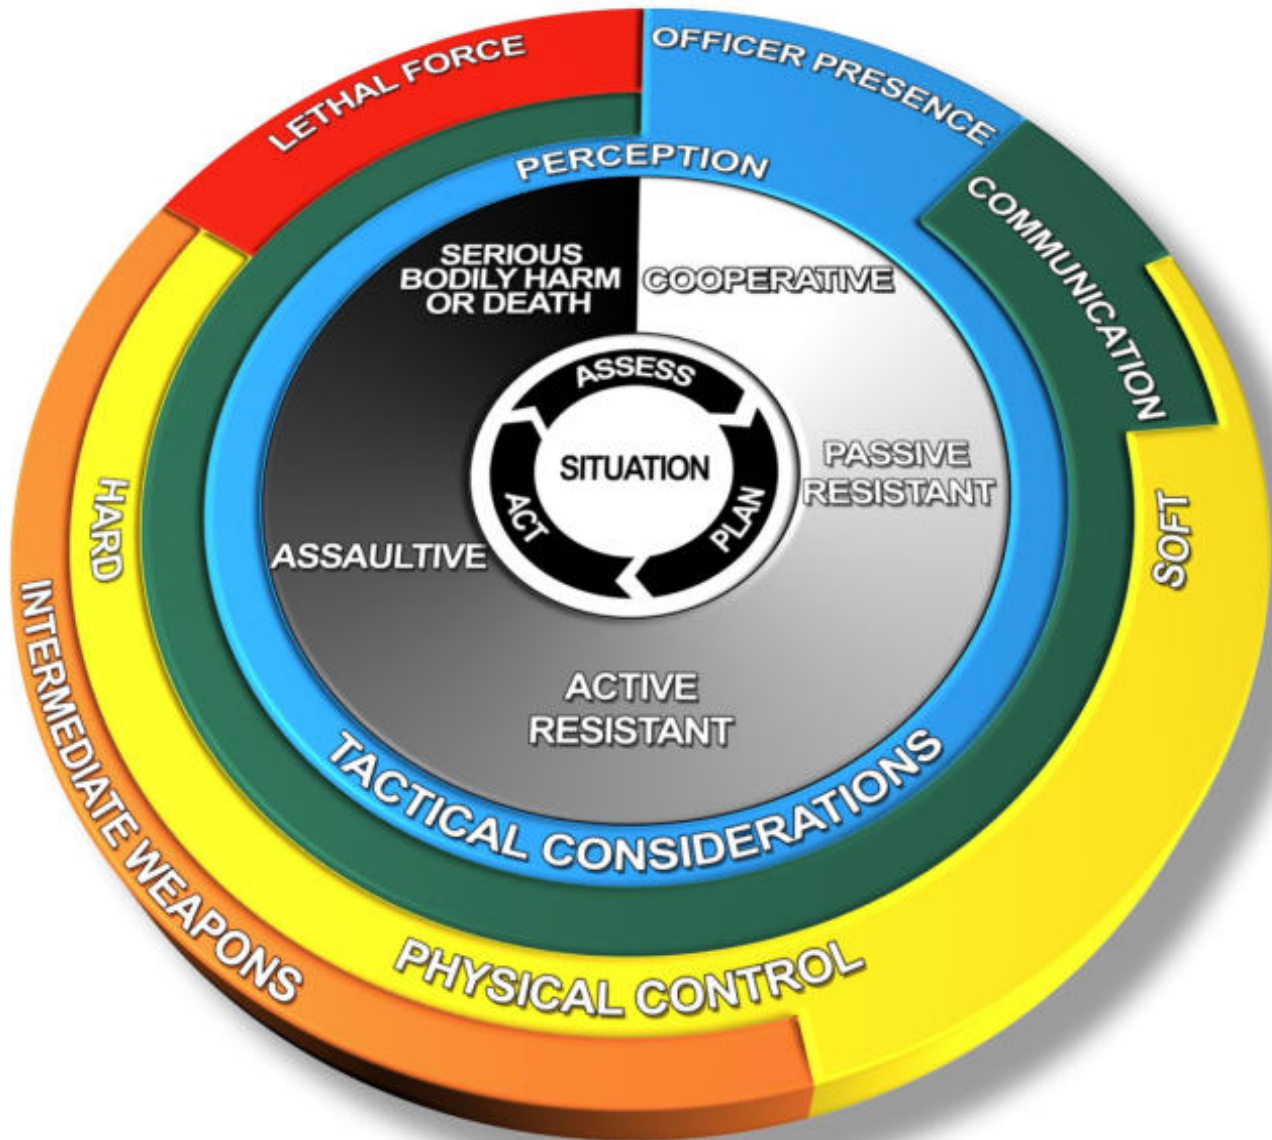 LETHAL FORCE
OFFICER PRESENCE
PERCEPTION
COMMUNICATION
SERIOUS
BODILY HARM
OR DEATH
COOPERATIVE
ASSESS
SITUATION
PLAN
ACT
PASSIVE
RESISTANT
HARD
SOFT
ASSAULTIVE
ACTIVE
RESISTANT
TACTICAL CONSIDERATIONS
INTERMEDIATE WEAPONS
PHYSICAL CONTROL